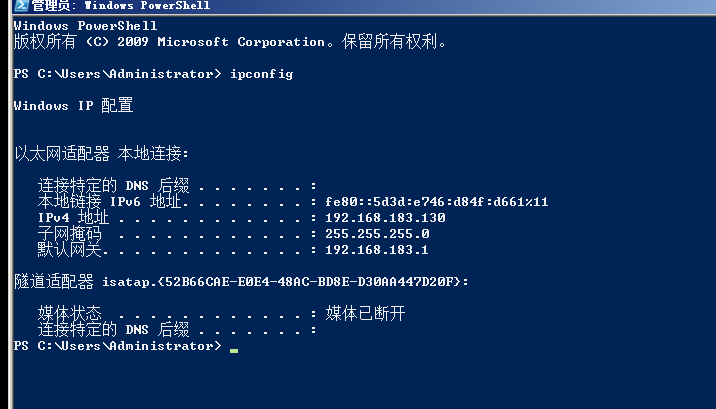 管理员: Windows PowerShell
Windows PowerShell
版权所有 (C) 2009 Microsoft Corporation。保留所有权利。
PS C:\Users\Administrator> ipconfig
Windows IP 配置
以太网适配器 本地连接:
连接特定的 DNS 后缀 . . . . . . . :
本地链接 IPv6 地址. . . . . . . . : fe80::5d3d:e746:d84f:d661%11
IPv4 地址 . . . . . . . . . . . . : 192.168.183.130
子网掩码  . . . . . . . . . . . . : 255.255.255.0
默认网关. . . . . . . . . . . . . : 192.168.183.1
隧道适配器 isatap.{52B66CAE-E0E4-48AC-BD8E-D30AA447D20F}:
媒体状态  . . . . . . . . . . . . : 媒体已断开
连接特定的 DNS 后缀 . . . . . . . :
PS C:\Users\Administrator>